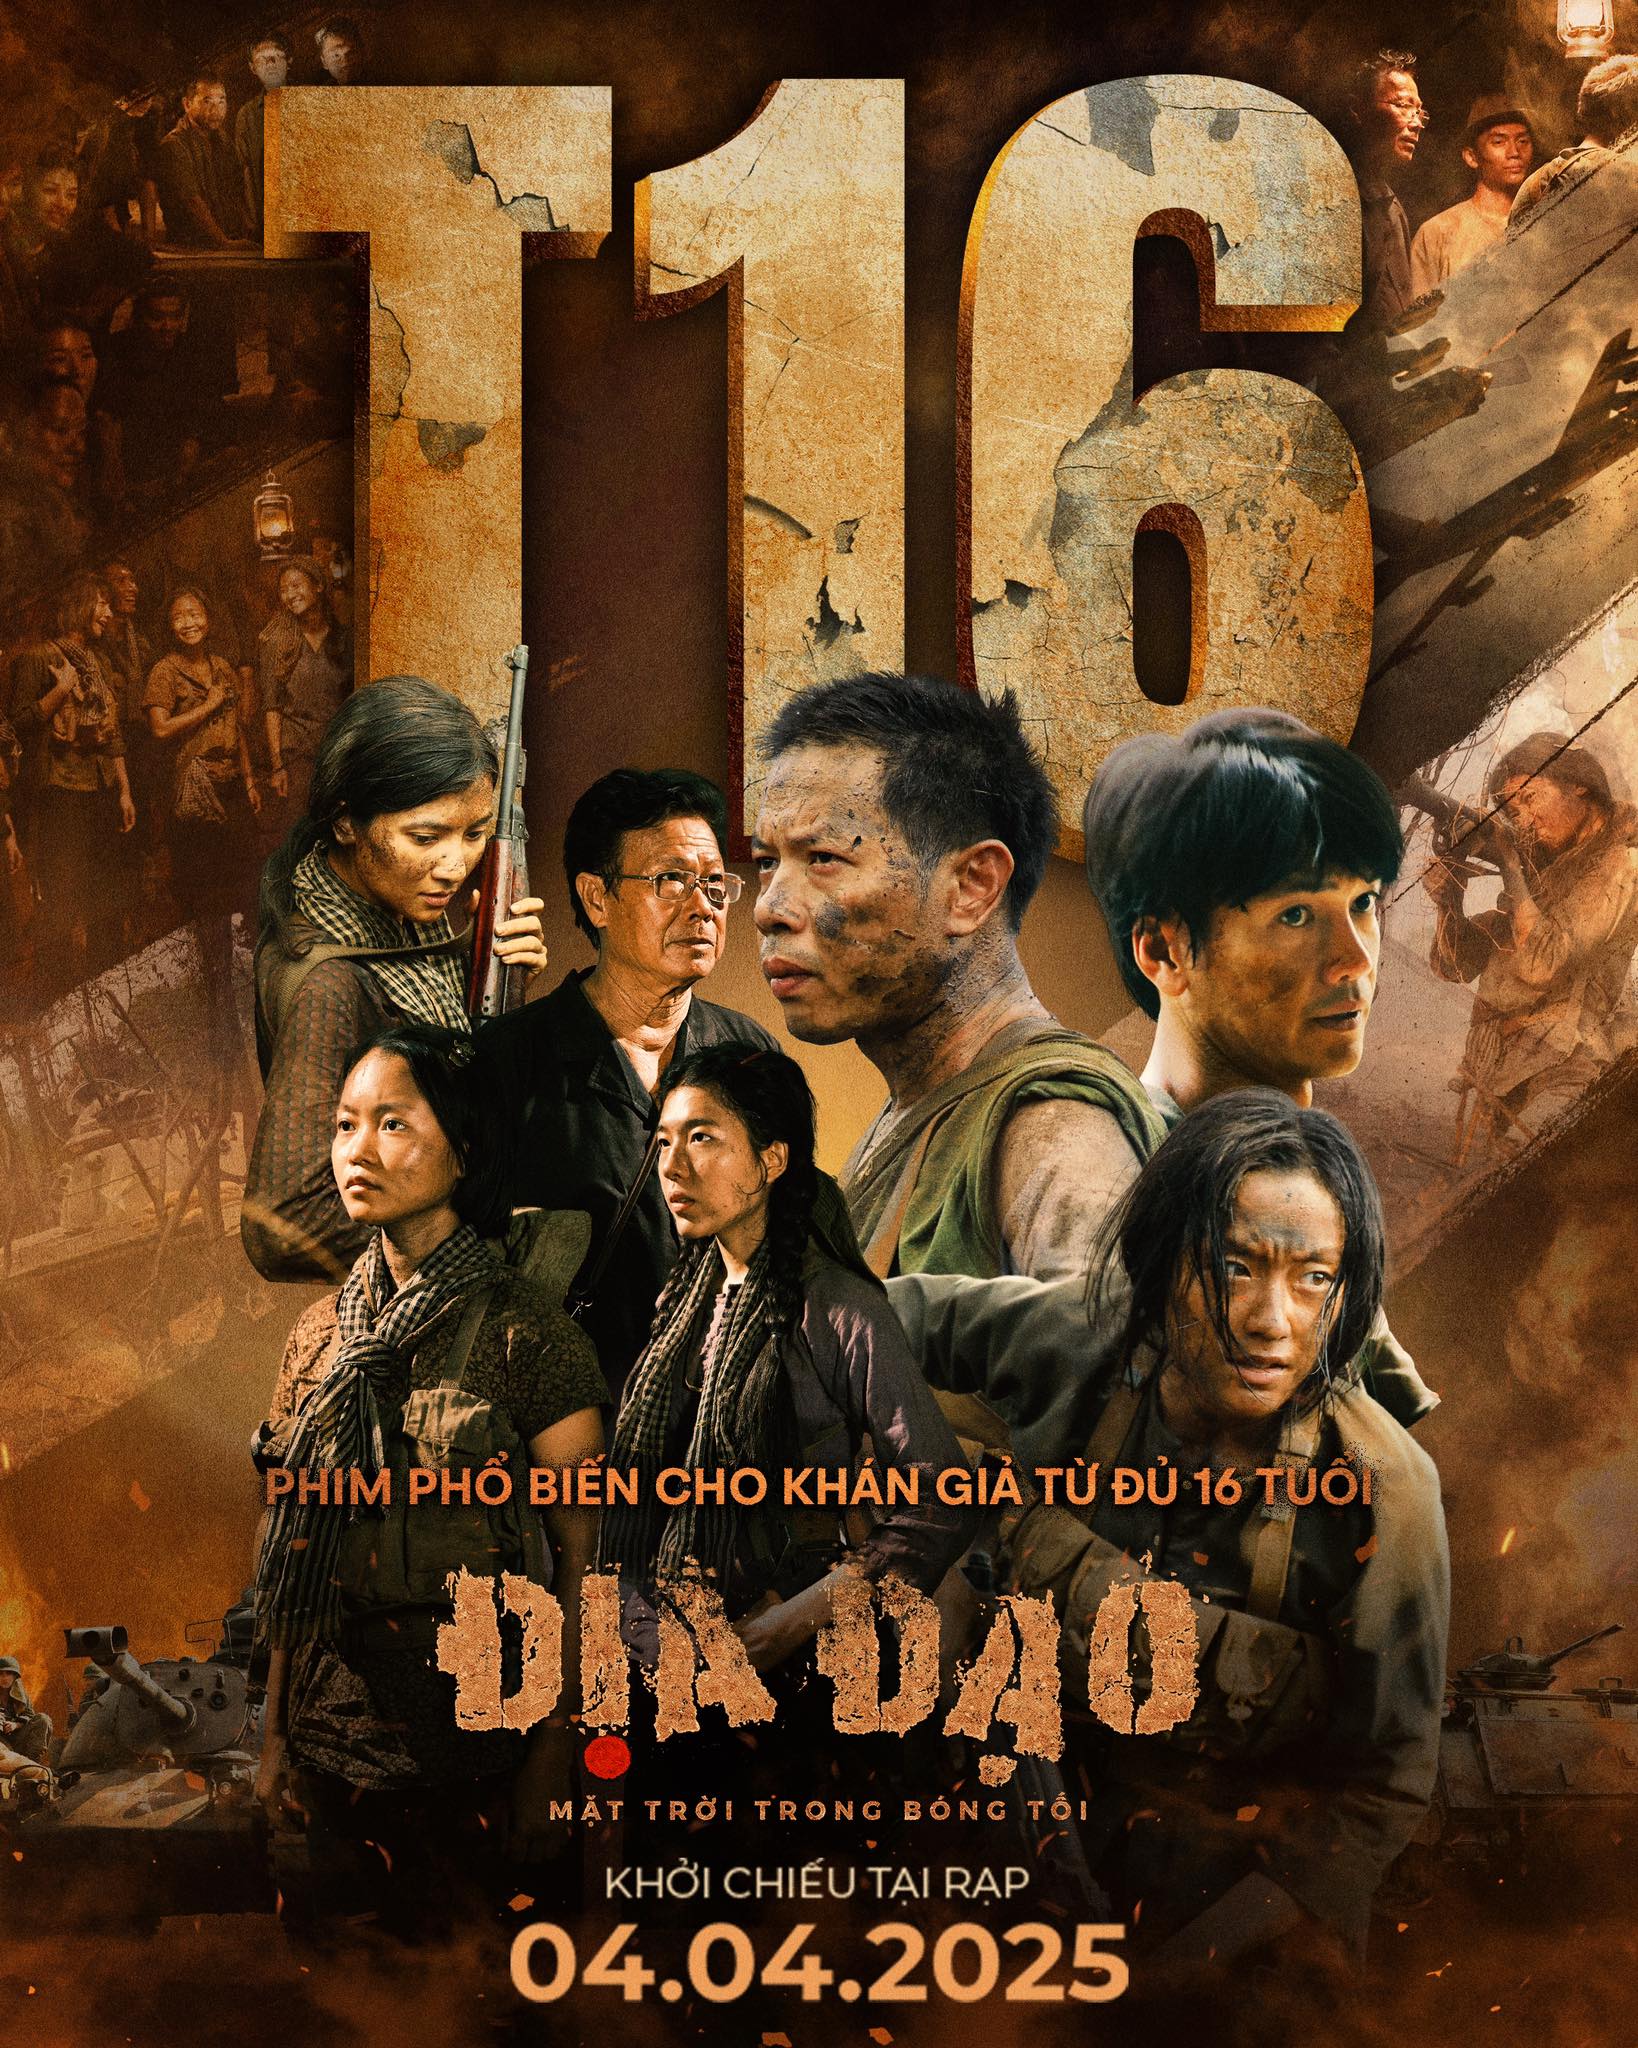 T16
PHIM PHỔ BIẾN CHO KHÁN GIẢ TỪ ĐỦ 16 TUỔI
ĐỊA ĐẠO
MẶT TRỜI TRONG BÓNG TỐI
KHỞI CHIẾU TẠI RẠP
04.04.2025